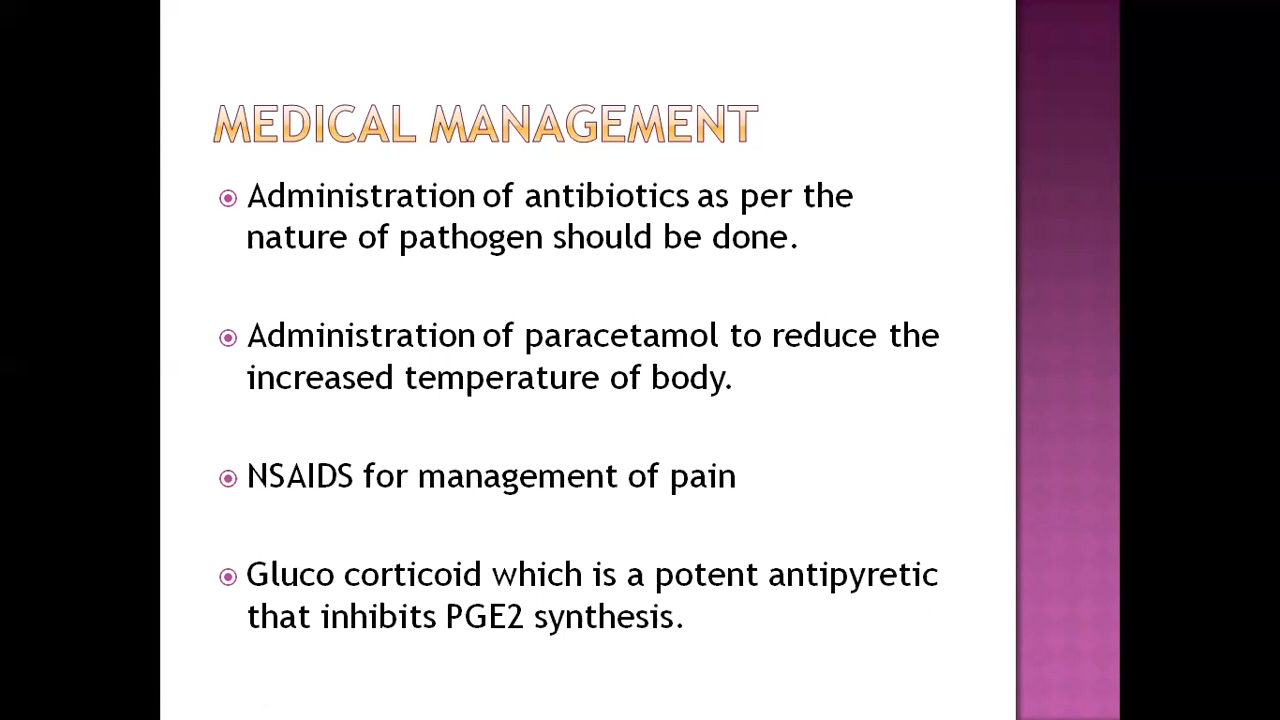 MEDICAL MANAGEMENT
Administration of antibiotics as per the
nature of pathogen should be done.
Administration of paracetamol to reduce the
increased temperature of body.
NSAIDS for management of pain
Gluco corticoid which is a potent antipyretic
that inhibits PGE2 synthesis.